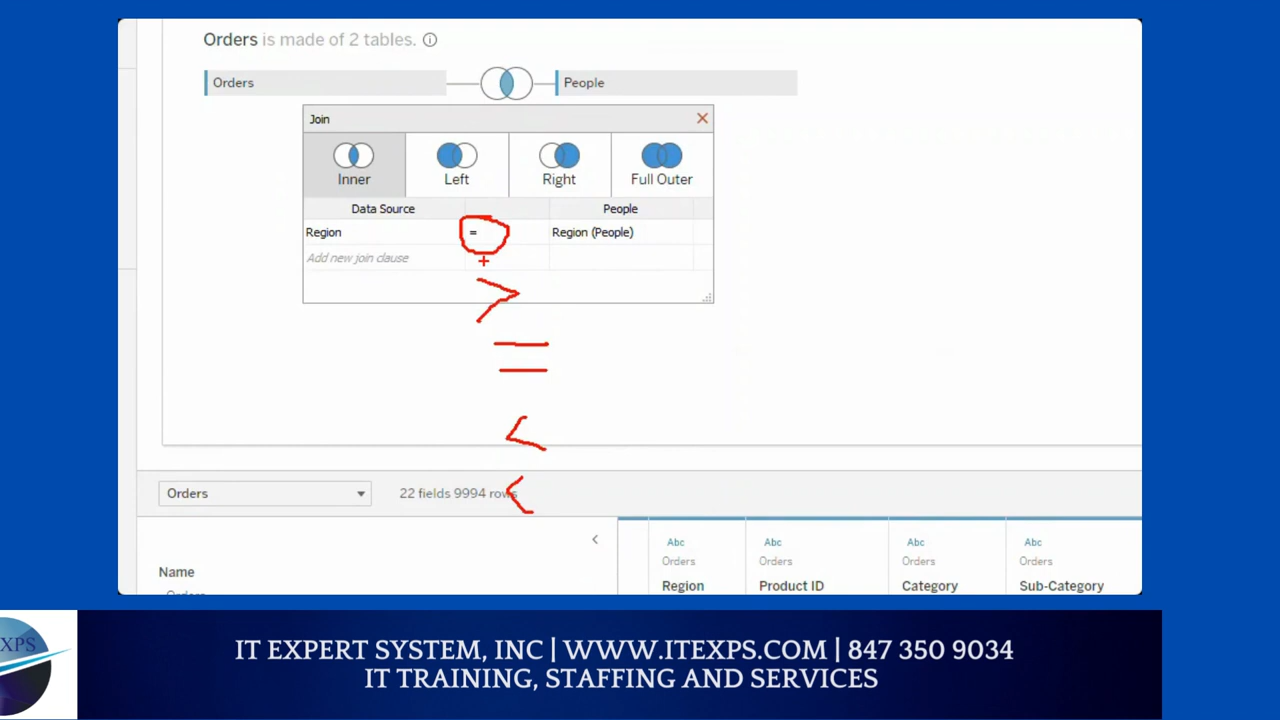 Orders is made of 2 tables.
Orders People
Join
Inner Left Right Full Outer
Data Source People
Region = Region (People)
Add new join clause
>
=
<
<
Orders 22 fields 9994 rows
Abc Abc Abc Abc
Orders Orders Orders Orders
Name Region Product ID Category Sub-Category
Orders
XPS
IT EXPERT SYSTEM, INC | WWW.ITEXPS.COM | 847 350 9034
IT TRAINING, STAFFING AND SERVICES